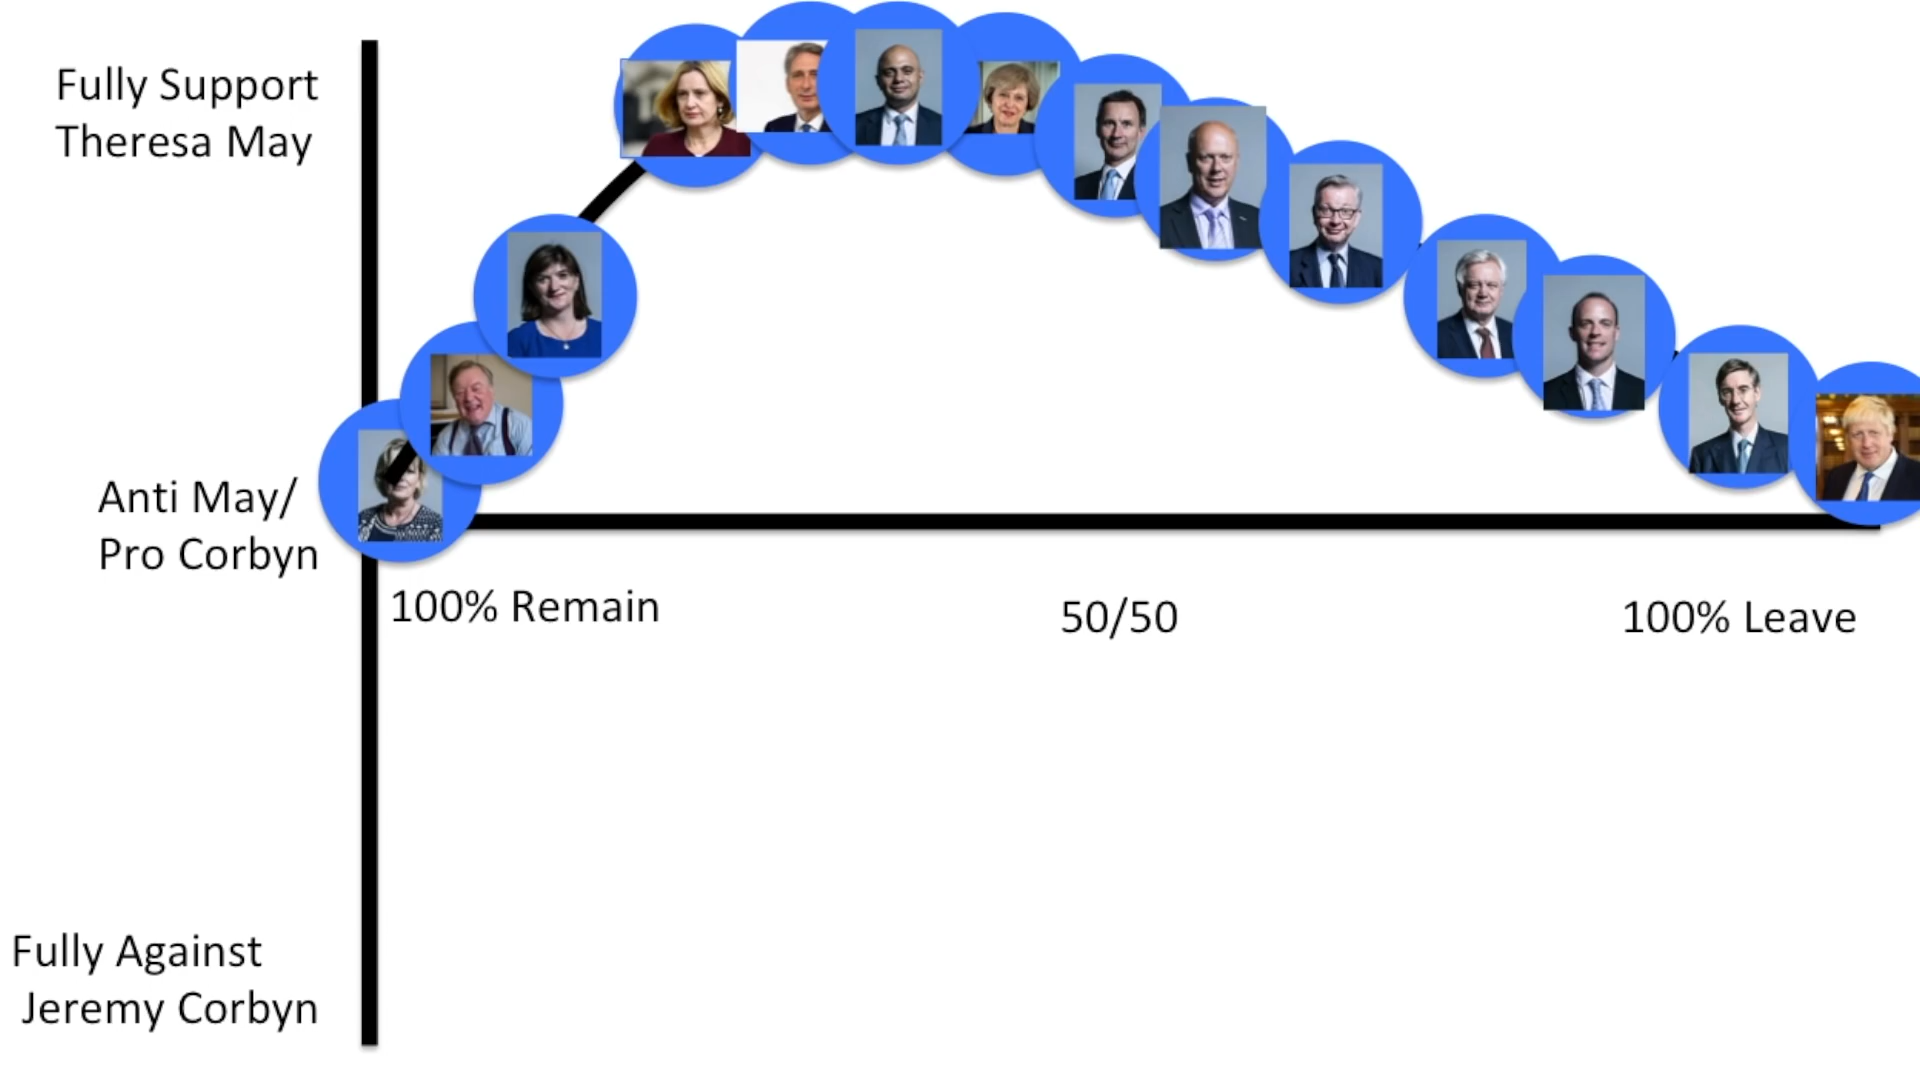 Fully Support
Theresa May
Anti May/
Pro Corbyn
100% Remain
50/50
100% Leave
Fully Against
Jeremy Corbyn